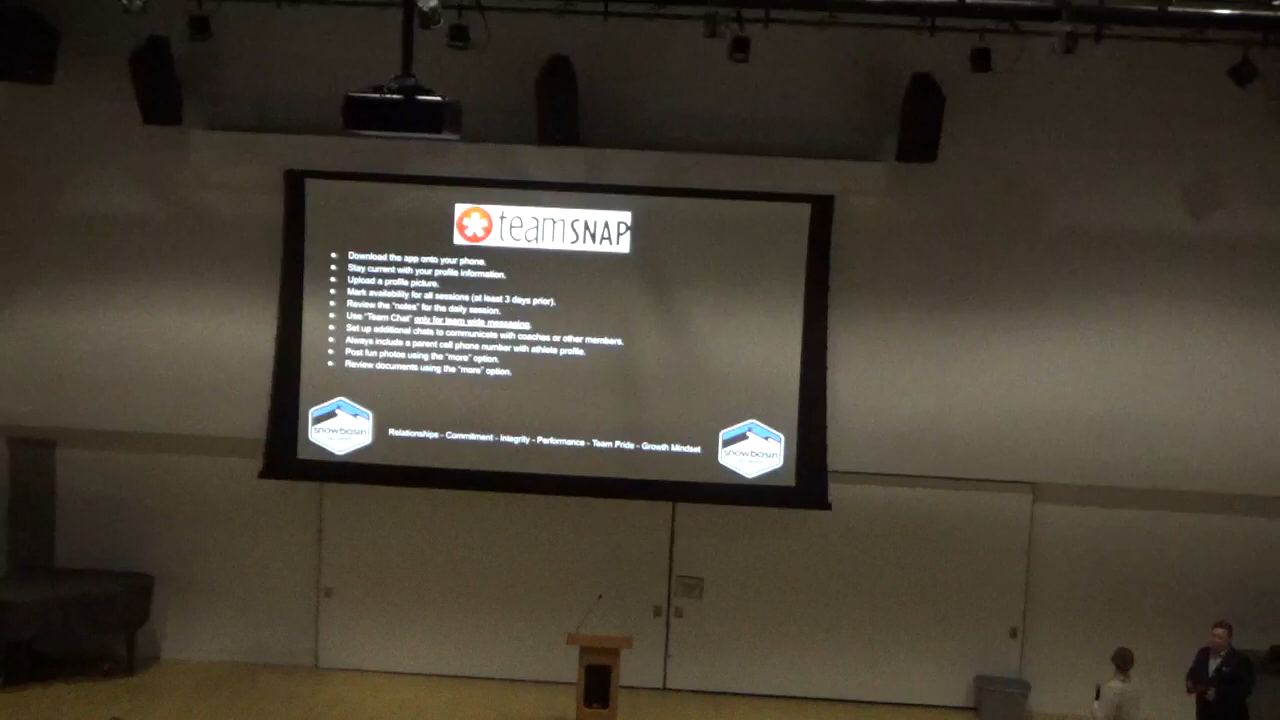 teamSNAP
Download the app onto your phone.
Stay current with your profile information.
Upload a profile picture.
Mark availability for all sessions (at least 3 days prior).
Review the "notes" for the daily session.
Use "Team Chat" only for team wide messaging.
Set up additional chats to communicate with coaches or other members.
Always include a parent cell phone number with athlete profile.
Post fun photos using the "more" option.
Review documents using the "more" option.
snowbasin
Relationships - Commitment - Integrity - Performance - Team Pride - Growth Mindset
snowbasin